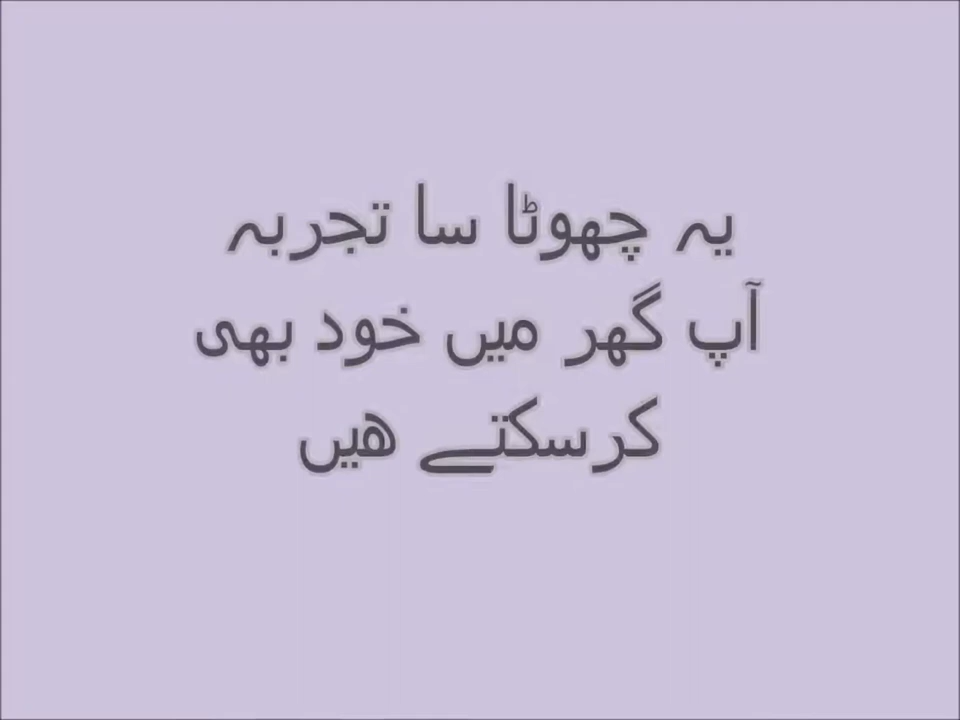 یہ چھوٹا سا تجربہ
آپ گھر میں خود بھی
کرسکتے ھیں